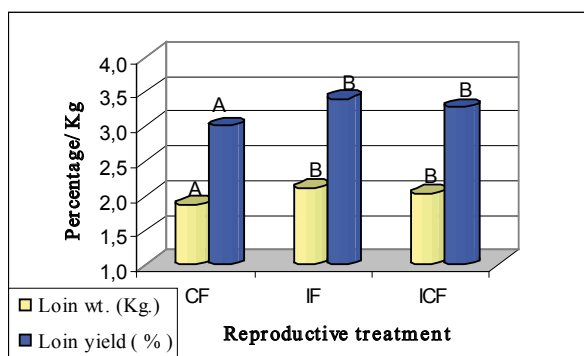 4,0
3,5
3,0
2,5
2,0
1,5
1,0
Percentage/ Kg
A A
B B
B B
CF IF ICF
Reproductive treatment
Loin wt. (Kg.)
Loin yield ( % )